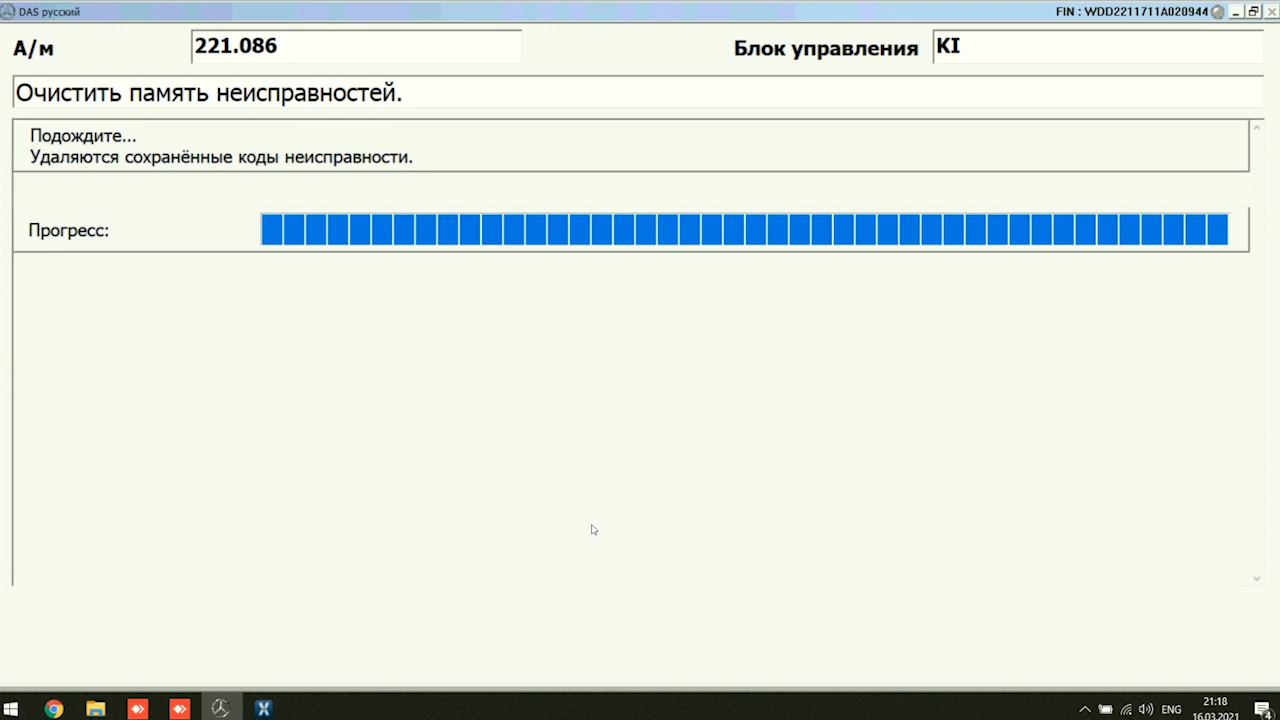 DAS русский
FIN : WDD2211711A020944
А/м
221.086
Блок управления
KI
Очистить память неисправностей.
Подождите...
Удаляются сохранённые коды неисправности.
Прогресс:
ENG
21:18
16.03.2021